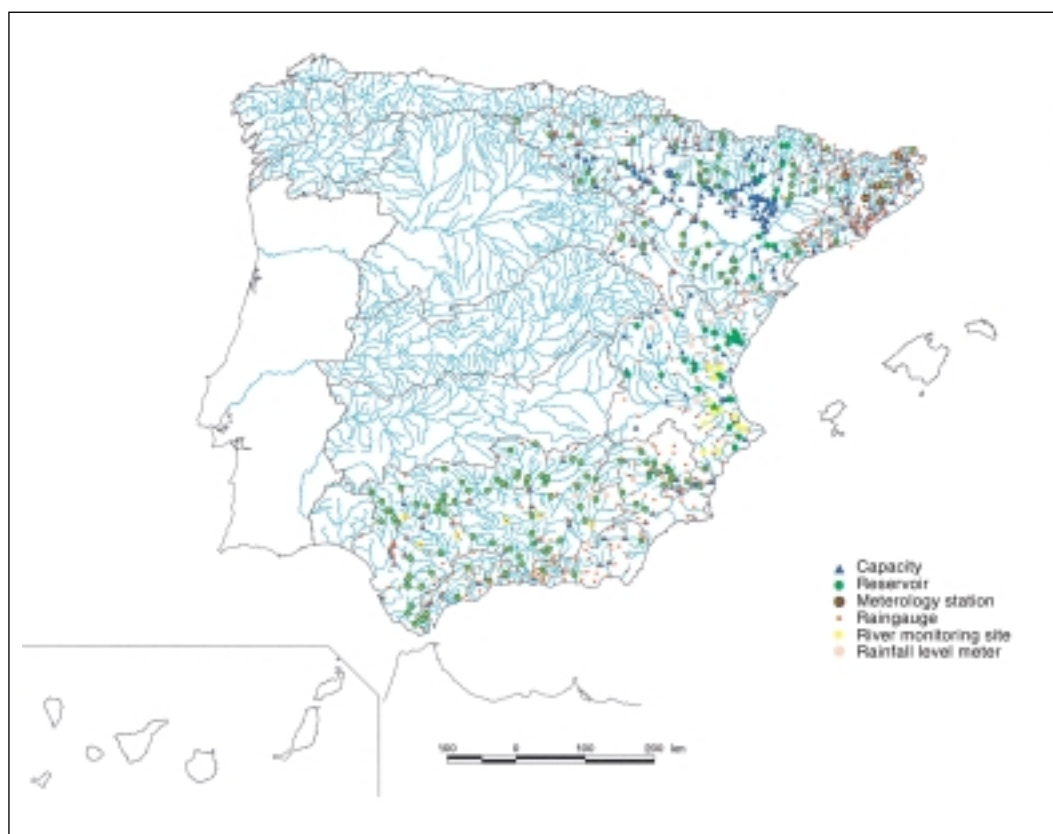 Capacity
Reservoir
Meterology station
Raingauge
River monitoring site
Rainfall level meter
100 0 100 200 km